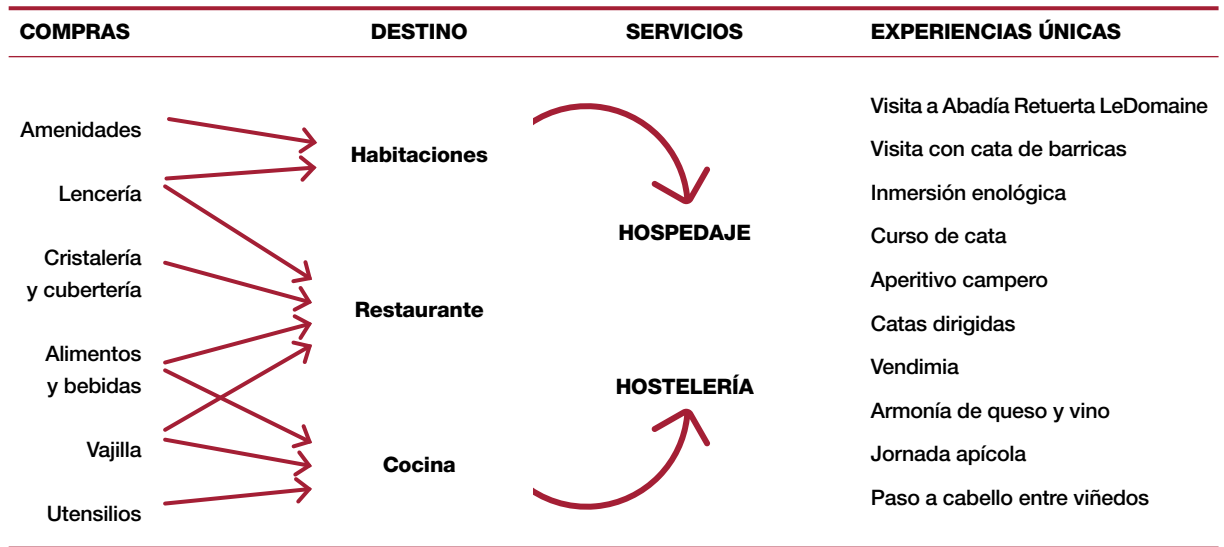 COMPRAS
DESTINO
SERVICIOS
EXPERIENCIAS ÚNICAS
Amenidades
Lencería
Cristalería
y cubertería
Alimentos
y bebidas
Vajilla
Utensilios
Habitaciones
Restaurante
Cocina
HOSPEDAJE
HOSTELERÍA
Visita a Abadía Retuerta LeDomaine
Visita con cata de barricas
Inmersión enológica
Curso de cata
Aperitivo campero
Catas dirigidas
Vendimia
Armonía de queso y vino
Jornada apícola
Paso a cabello entre viñedos